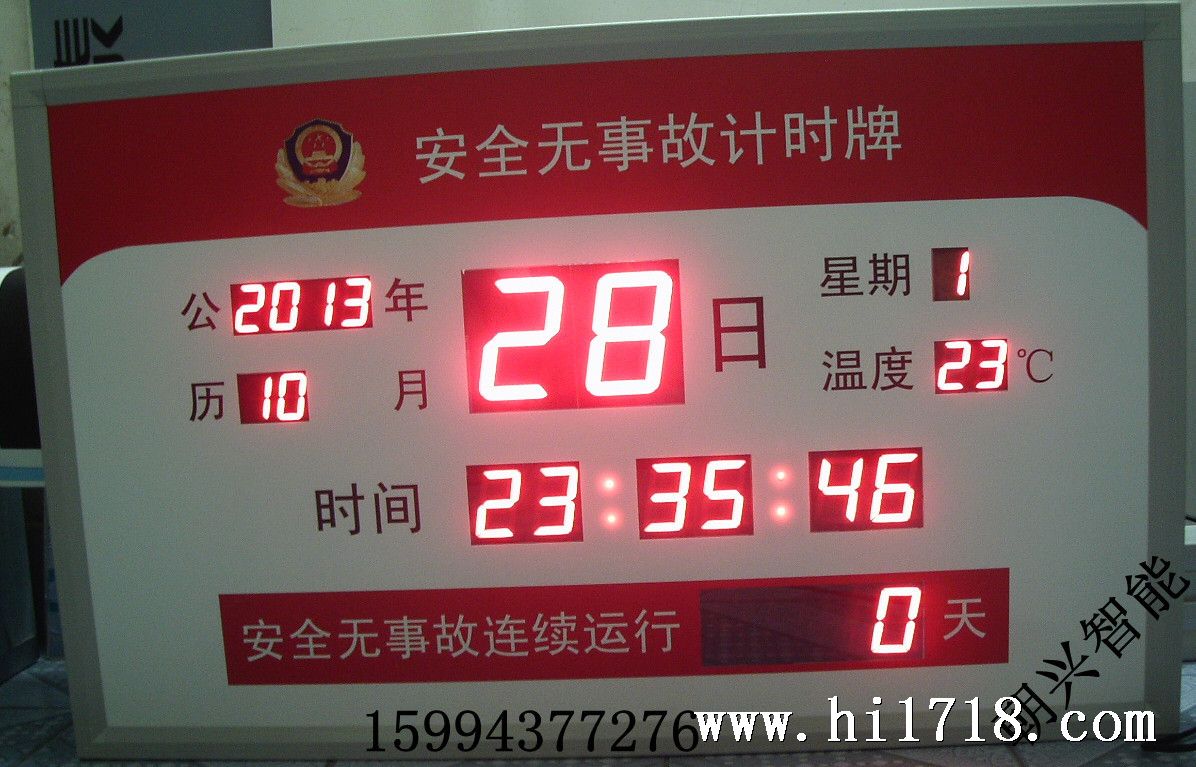 安全无事故计时牌
公 2013 年
历 10 月
28 日
星期 1
温度 23 ℃
时间 23:35:46
安全无事故连续运行 0 天
15994377276
www.hi1718.com
明兴智能